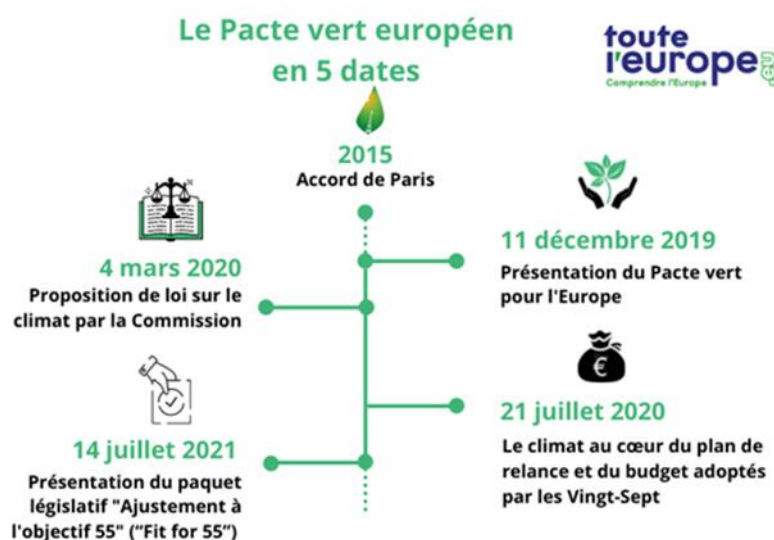 Le Pacte vert européen
en 5 dates
toute
l'europe.eu
Comprendre l'Europe
2015
Accord de Paris
11 décembre 2019
Présentation du Pacte vert
pour l'Europe
4 mars 2020
Proposition de loi sur le
climat par la Commission
€
21 juillet 2020
Le climat au cœur du plan de
relance et du budget adoptés
par les Vingt-Sept
14 juillet 2021
Présentation du paquet
législatif "Ajustement à
l'objectif 55" (“Fit for 55”)